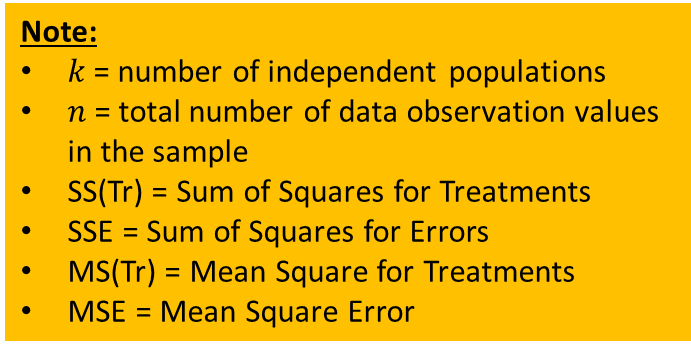 Note:
• k = number of independent populations
• n = total number of data observation values
in the sample
• SS(Tr) = Sum of Squares for Treatments
• SSE = Sum of Squares for Errors
• MS(Tr) = Mean Square for Treatments
• MSE = Mean Square Error